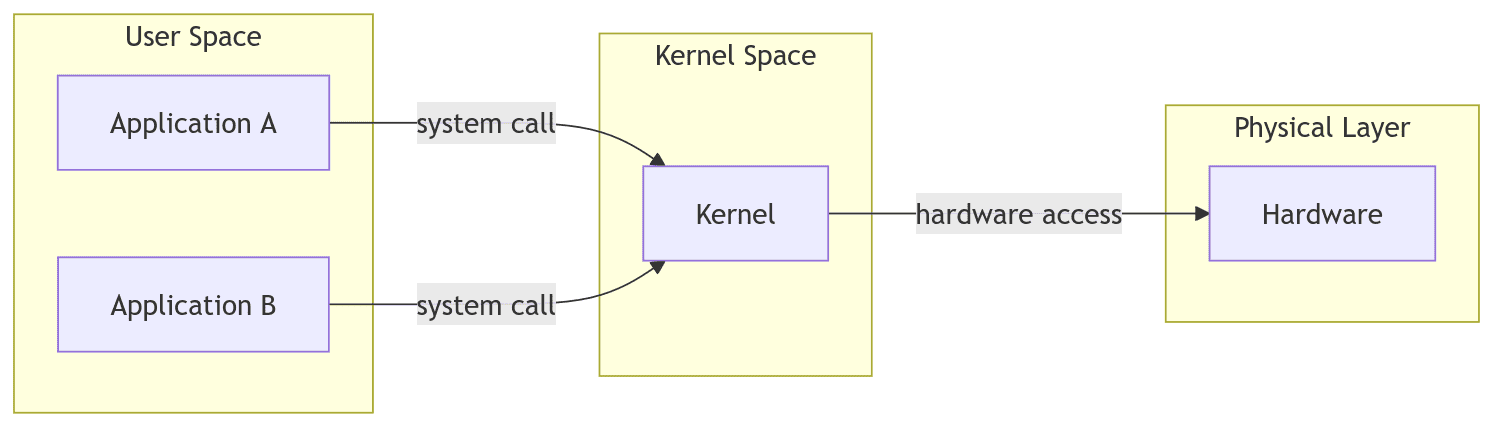 User Space
Application A
Application B
system call
system call
Kernel Space
Kernel
hardware access
Physical Layer
Hardware